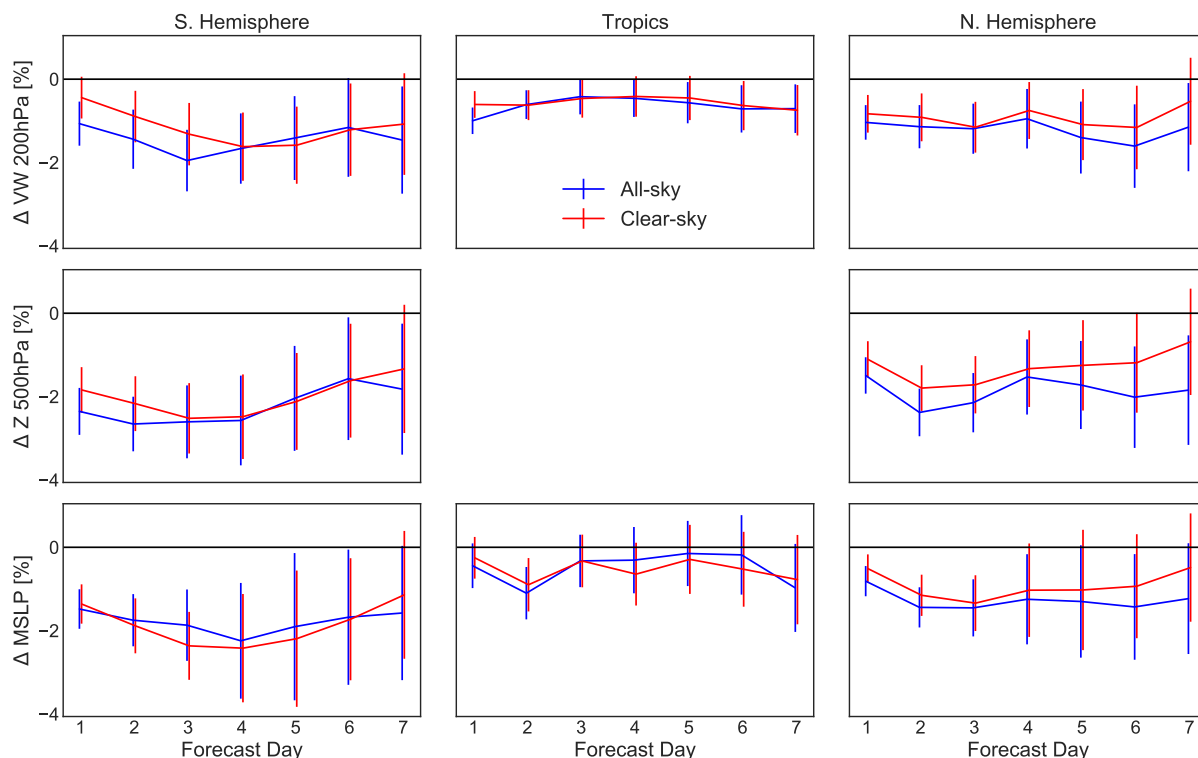 S. Hemisphere
Tropics
N. Hemisphere
Δ VW 200hPa [%]
0
−2
−4
All-sky
Clear-sky
Δ Z 500hPa [%]
0
−2
−4
Δ MSLP [%]
0
−2
−4
1 2 3 4 5 6 7
1 2 3 4 5 6 7
1 2 3 4 5 6 7
Forecast Day
Forecast Day
Forecast Day